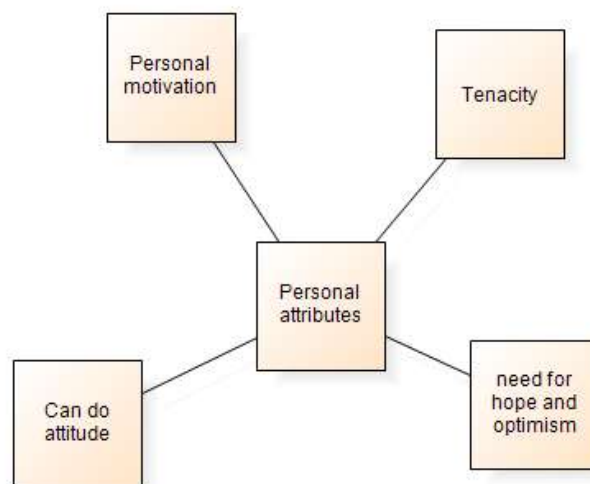 Personal
motivation
Tenacity
Personal
attributes
Can do
attitude
need for
hope and
optimism